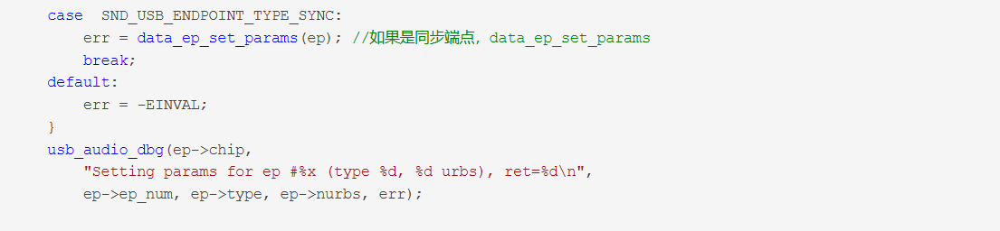 case  SND_USB_ENDPOINT_TYPE_SYNC:
    err = data_ep_set_params(ep); //如果是同步端点，data_ep_set_params
    break;
default:
    err = -EINVAL;
}
usb_audio_dbg(ep->chip,
    "Setting params for ep #%x (type %d, %d urbs), ret=%d\n",
    ep->ep_num, ep->type, ep->nurbs, err);